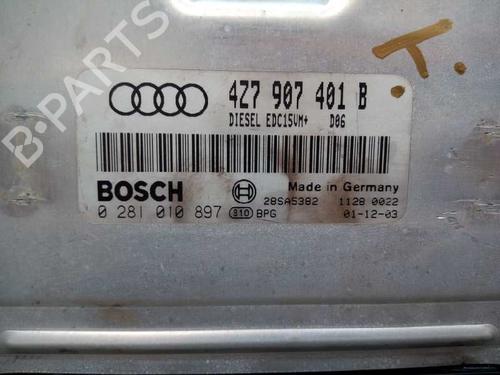 B-PARTS
T.
4Z7 907 401 B
DIESEL EDC15VM+ D06
BOSCH
Made in Germany
0 281 010 897 810 BPG
28SA5382 1128 0022
01-12-03